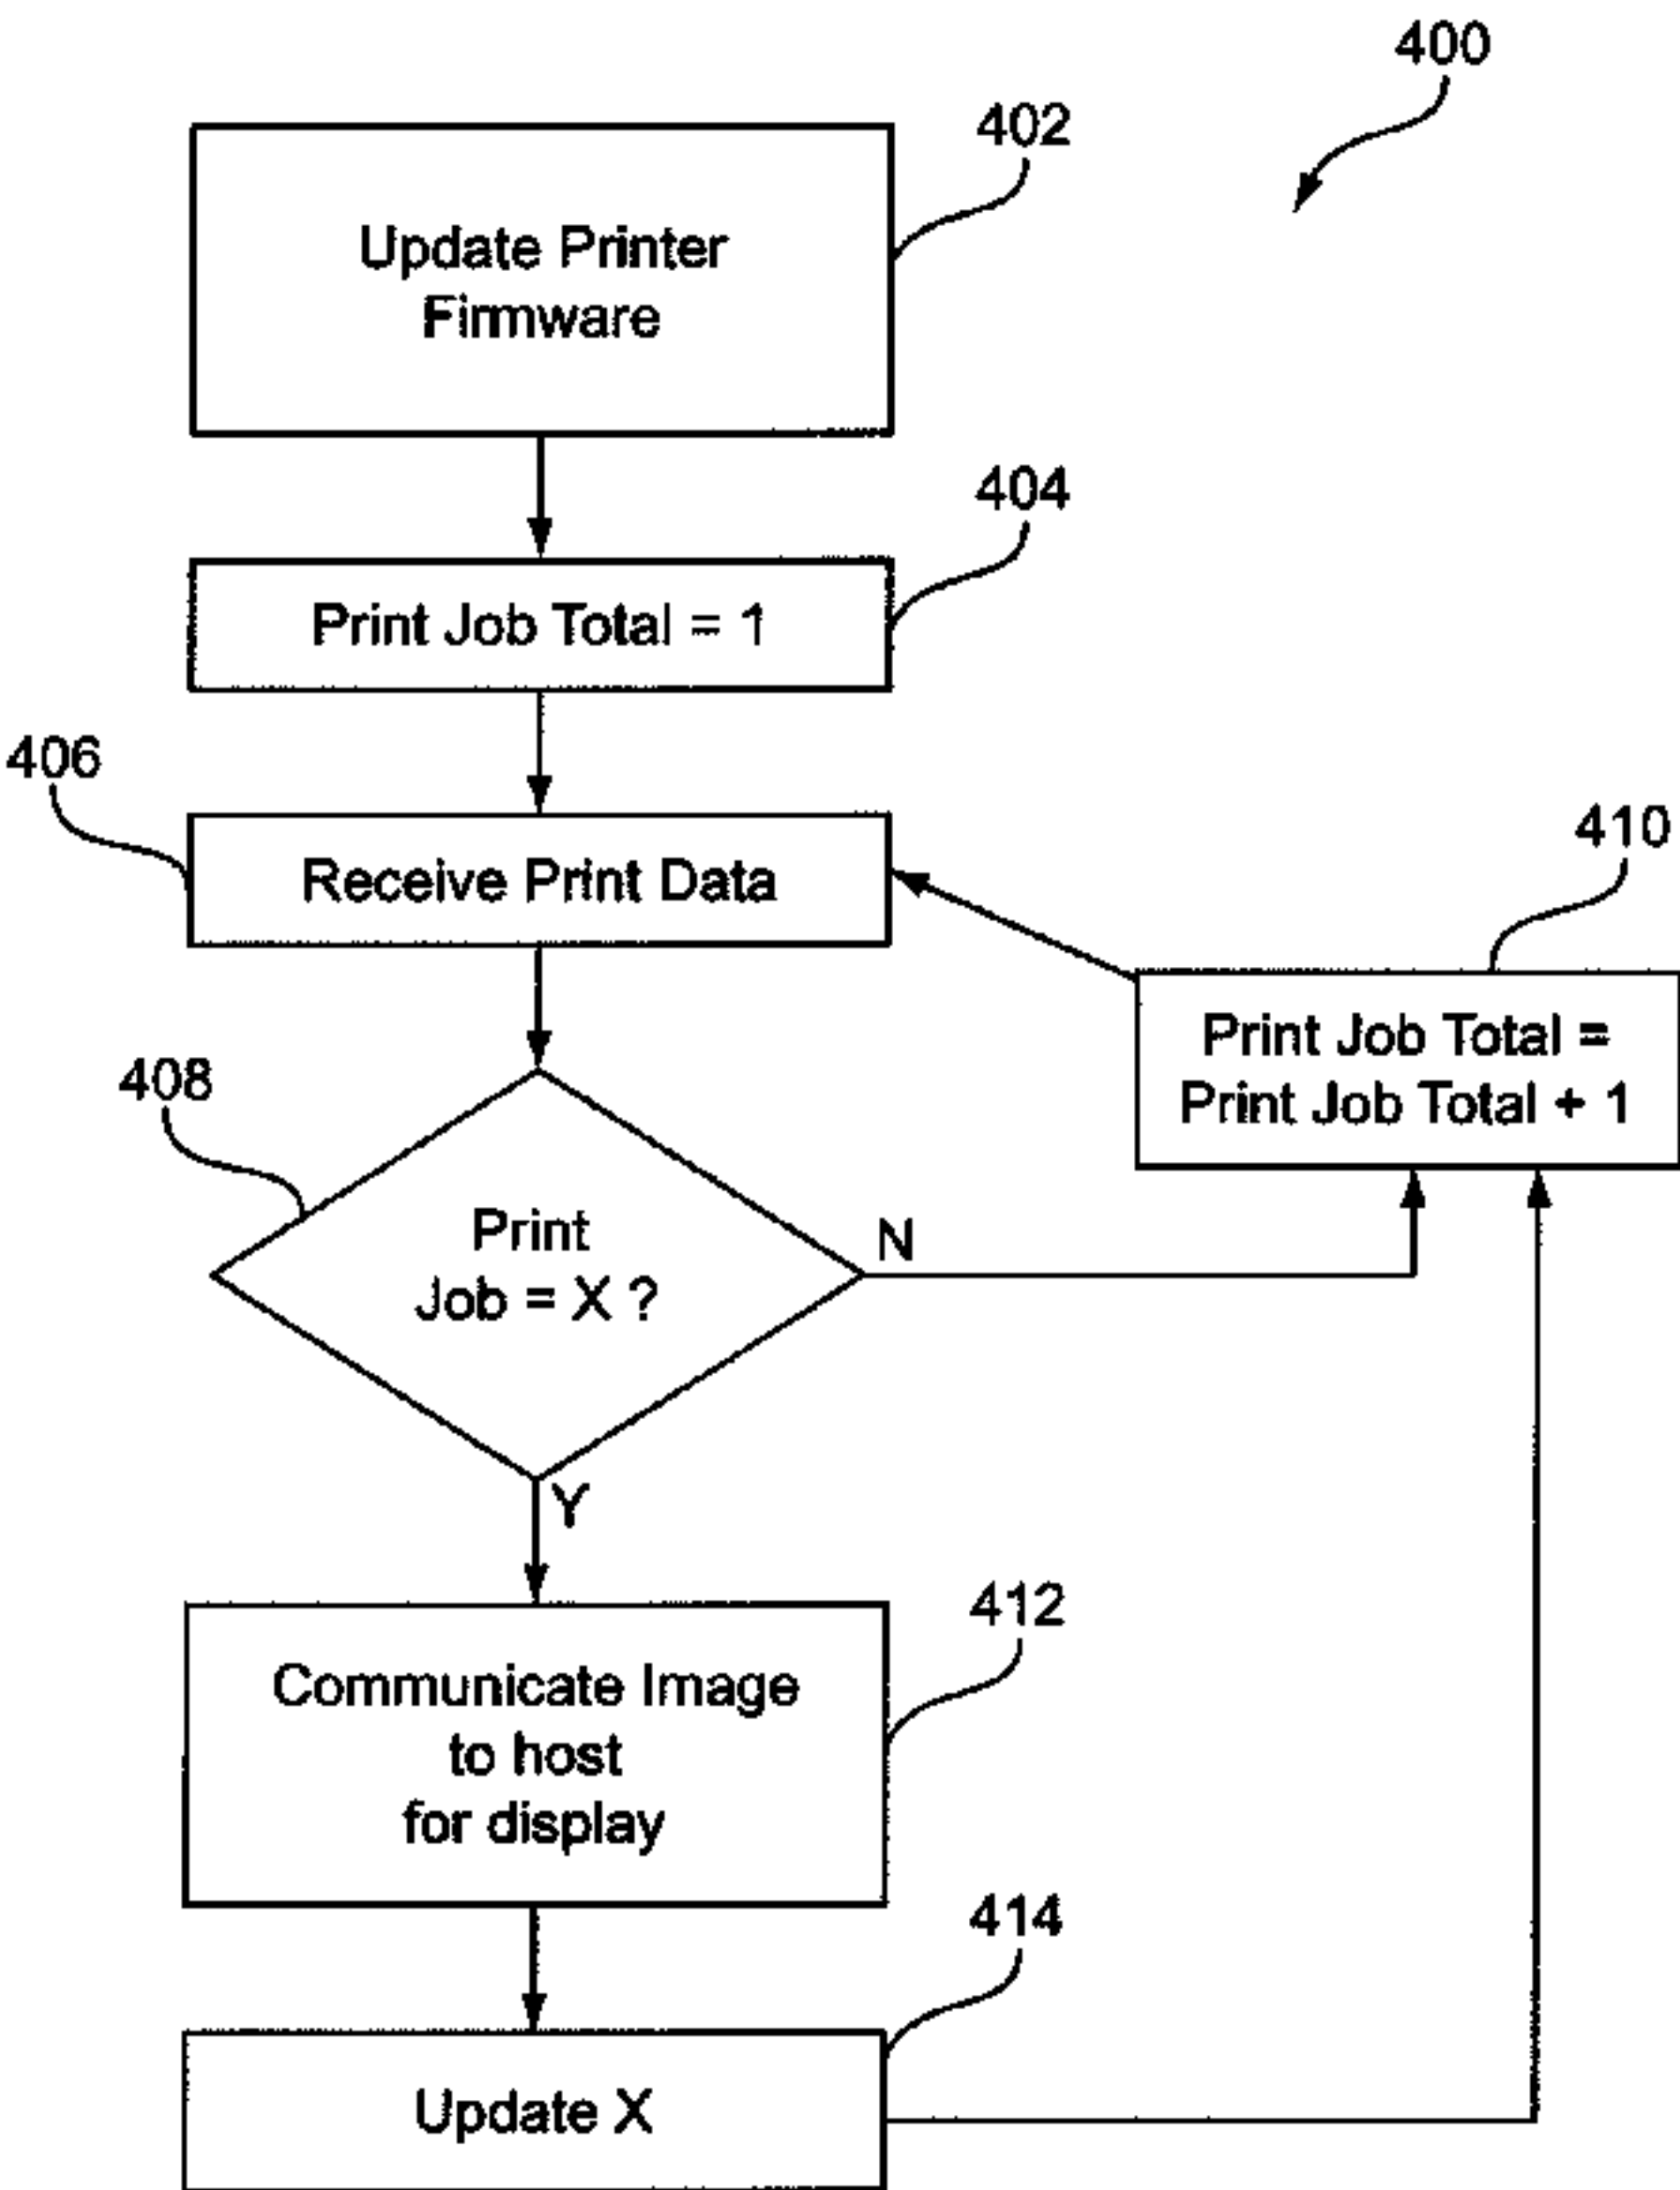 400
402
Update Printer
Firmware
404
Print Job Total = 1
406
Receive Print Data
410
Print Job Total =
Print Job Total + 1
408
Print
Job = X ?
N
Y
412
Communicate Image
to host
for display
414
Update X